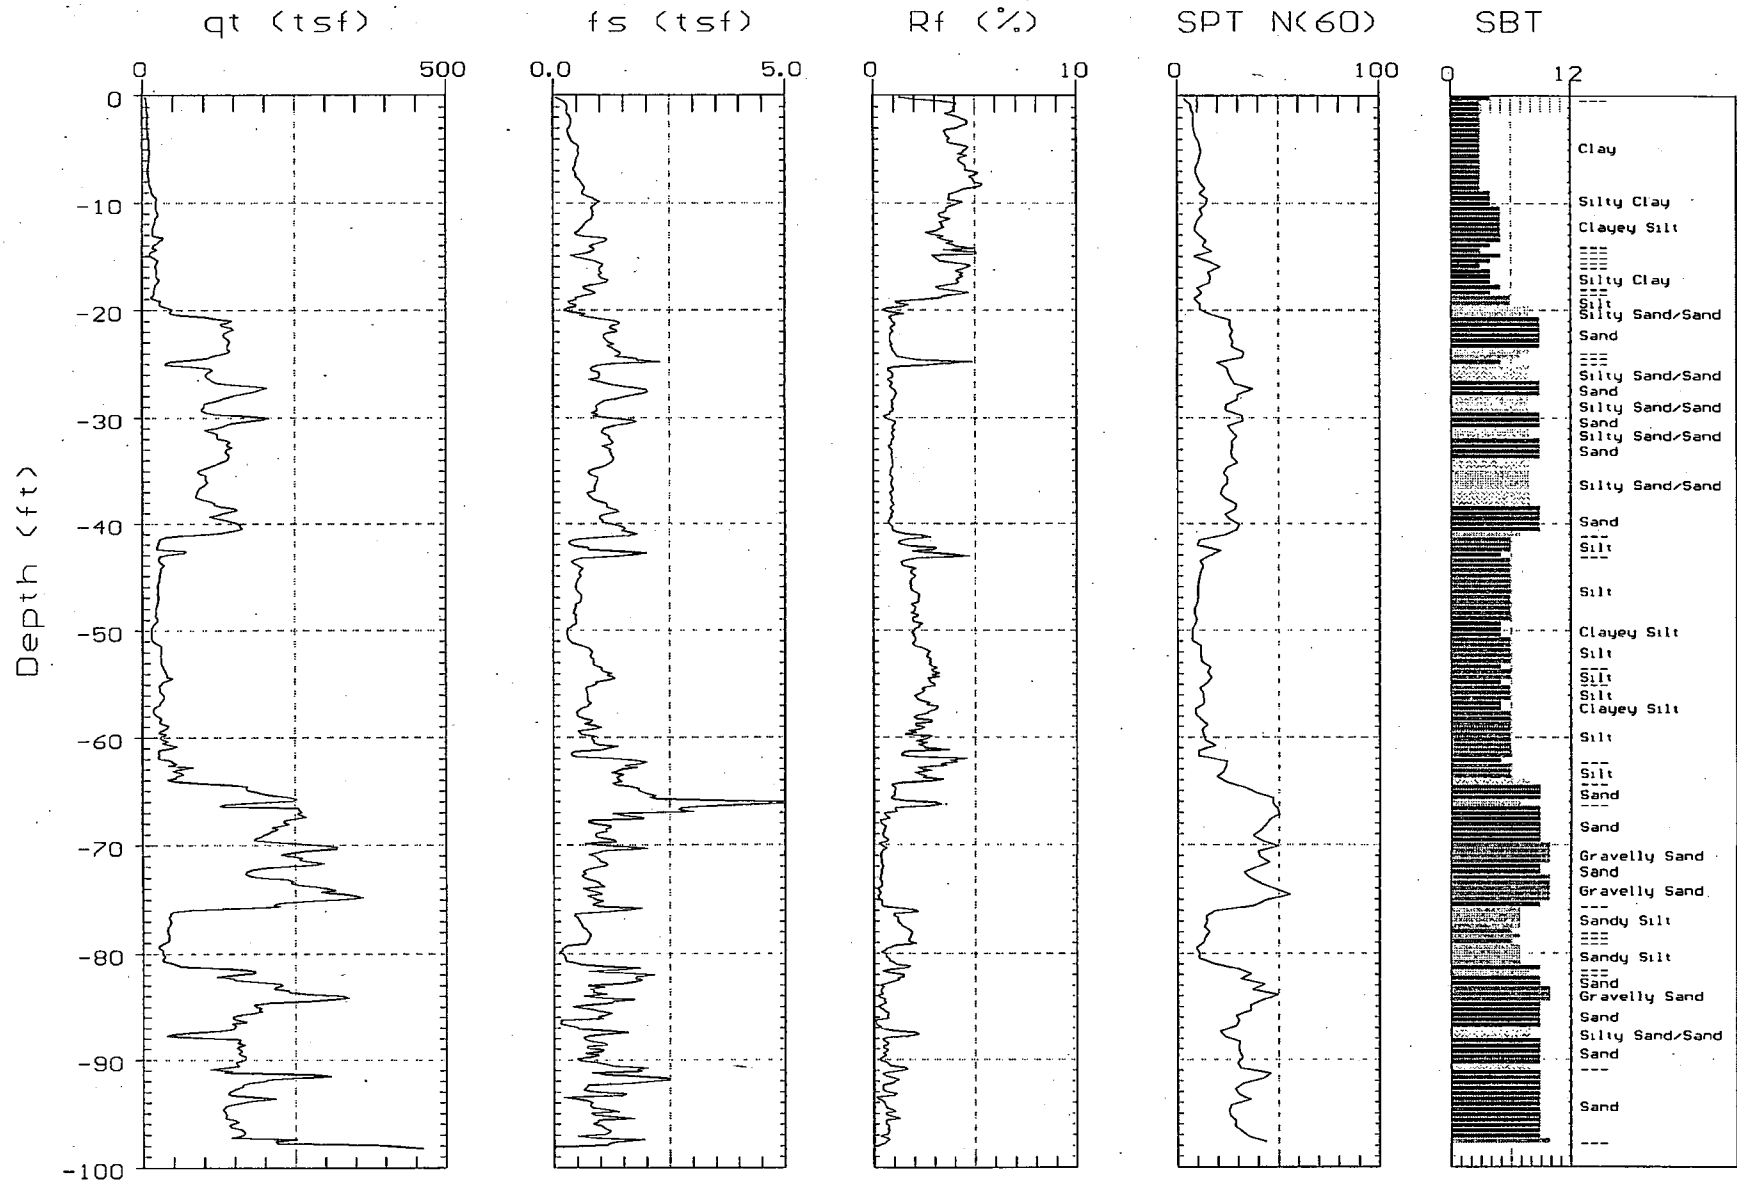 qt (tsf) fs (tsf) Rf (%) SPT N(60) SBT
0 500 0.0 5.0 0 10 0 100 0 12
0
Clay
-10 Silty Clay
Clayey Silt
Silty Clay
Silt
-20 Silty Sand/Sand
Sand
Silty Sand/Sand
Sand
Silty Sand/Sand
-30 Sand
Silty Sand/Sand
Sand
Silty Sand/Sand
Depth (ft)
-40 Sand
Silt
Silt
-50 Clayey Silt
Silt
Silt
Silt
Clayey Silt
-60 Silt
Silt
Sand
Sand
-70 Gravelly Sand
Sand
Gravelly Sand
Sandy Silt
-80 Sandy Silt
Sand
Gravelly Sand
Sand
Silty Sand/Sand
-90 Sand
Sand
-100